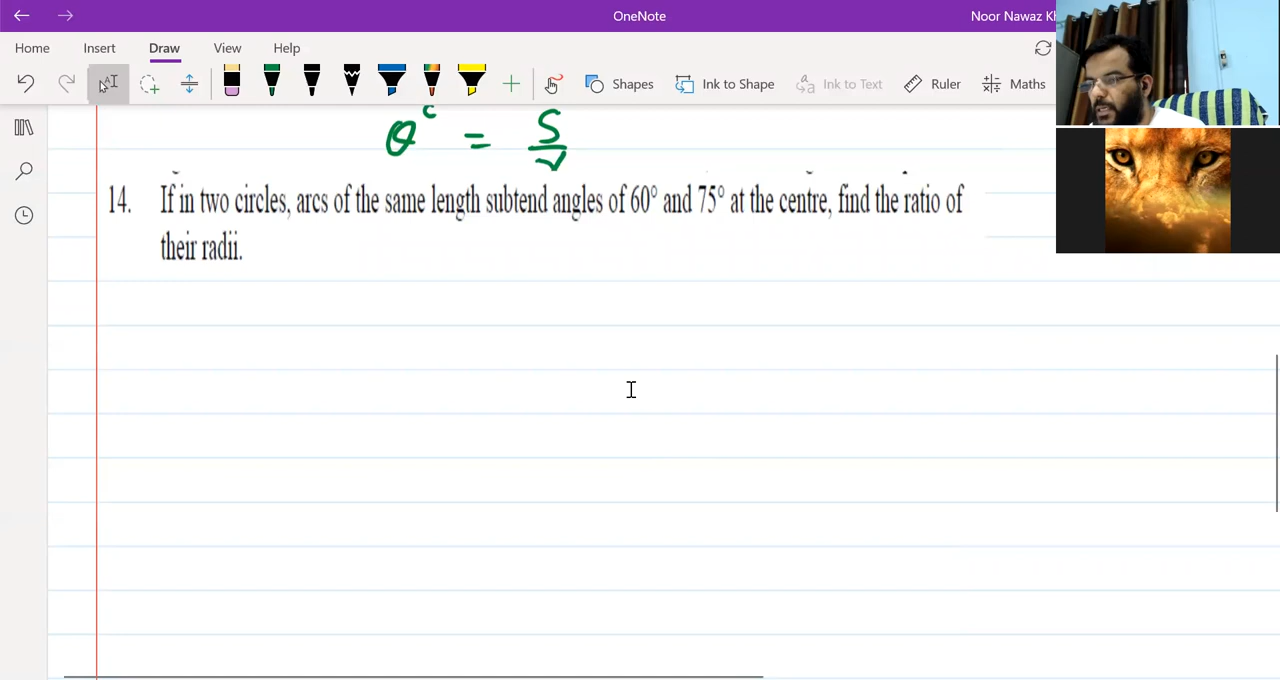 OneNote
Noor Nawaz Kh
Home Insert Draw View Help
Shapes Ink to Shape Ink to Text Ruler Maths
θᶜ = S/r
14. If in two circles, arcs of the same length subtend angles of 60° and 75° at the centre, find the ratio of
their radii.